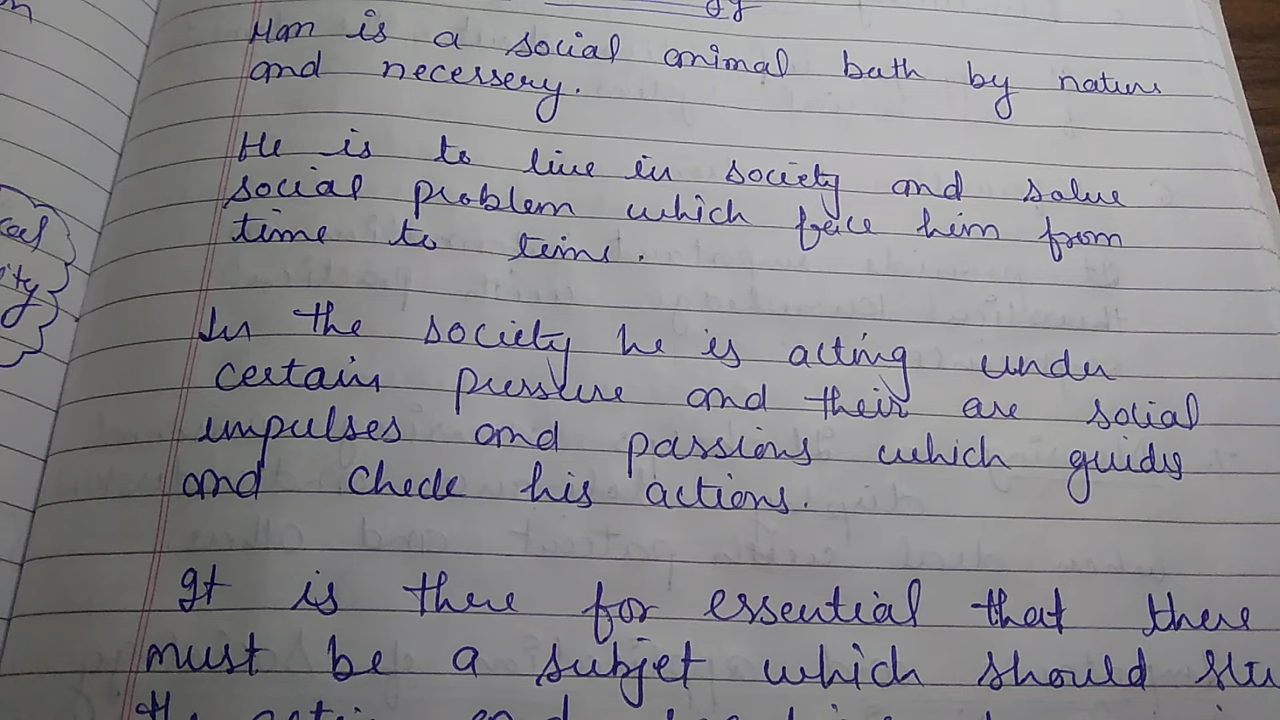 Man is a social animal bath by nature
and necessery.
He is to live in society and salve
social problem which face him from
time to time.
In the society he is acting under
certain pressure and their are social
impulses and passions which guids
and check his actions.
It is there for essential that there
must be a subjet which should stu